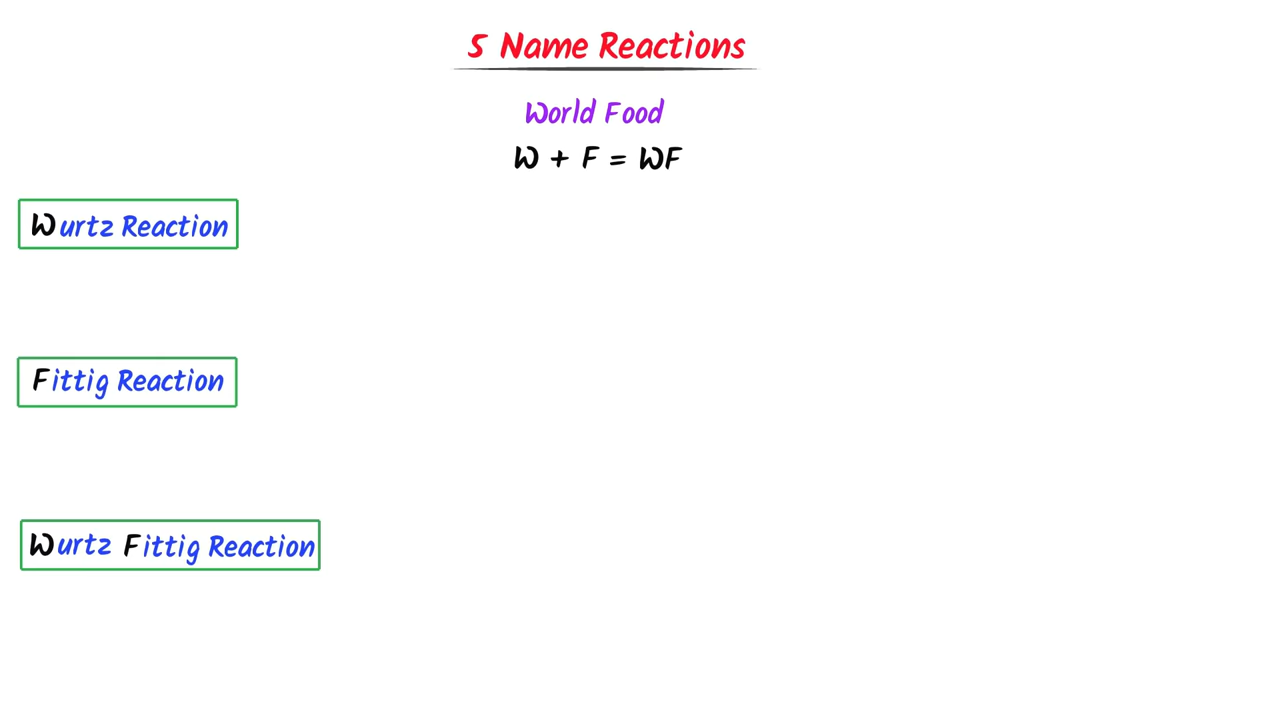 5 Name Reactions
World Food
W + F = WF
Wurtz Reaction
Fittig Reaction
Wurtz Fittig Reaction